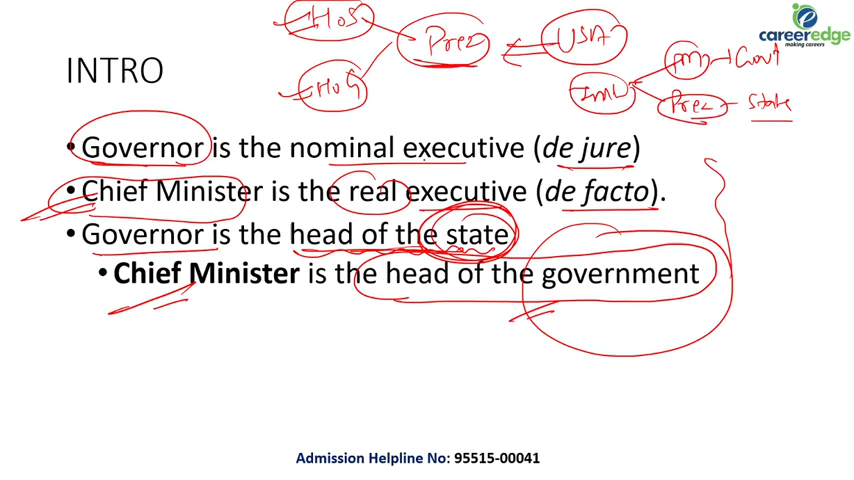 HoS
Prez
USA
careeredge
making careers
INTRO
HoG
PM
Govt
Ind
Prez
State
• Governor is the nominal executive (de jure)
• Chief Minister is the real executive (de facto).
• Governor is the head of the state
• Chief Minister is the head of the government
Admission Helpline No: 95515-00041